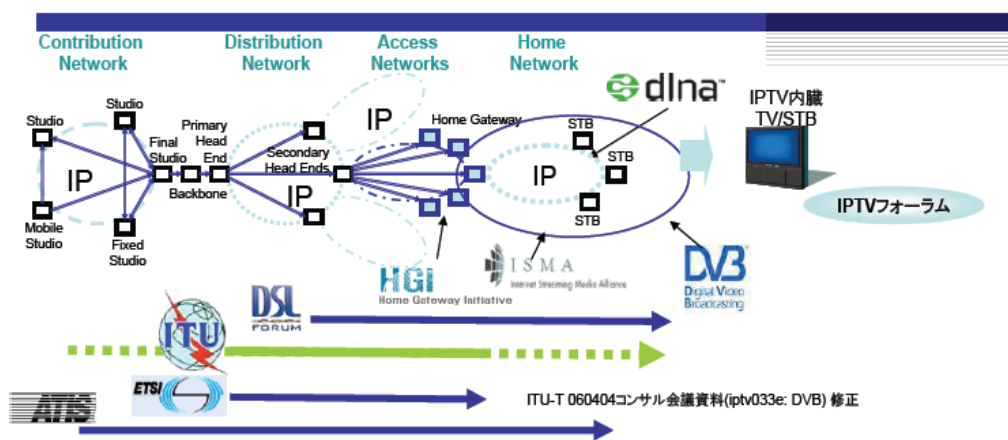 Contribution
Network
Distribution
Network
Access
Networks
Home
Network
dlna
IPTV内臓
TV/STB
Studio
Studio
Final
Studio
Primary
Head
End
Backbone
IP
Mobile
Studio
Fixed
Studio
IP
Secondary
Head Ends
IP
Home Gateway
STB
STB
STB
IP
IPTVフォーラム
HGI
Home Gateway Initiative
ISMA
Internet Streaming Media Alliance
DVB
Digital Video
Broadcasting
DSL
FORUM
ITU
ETSI
ATIS
ITU-T 060404コンサル会議資料(iptv033e: DVB) 修正